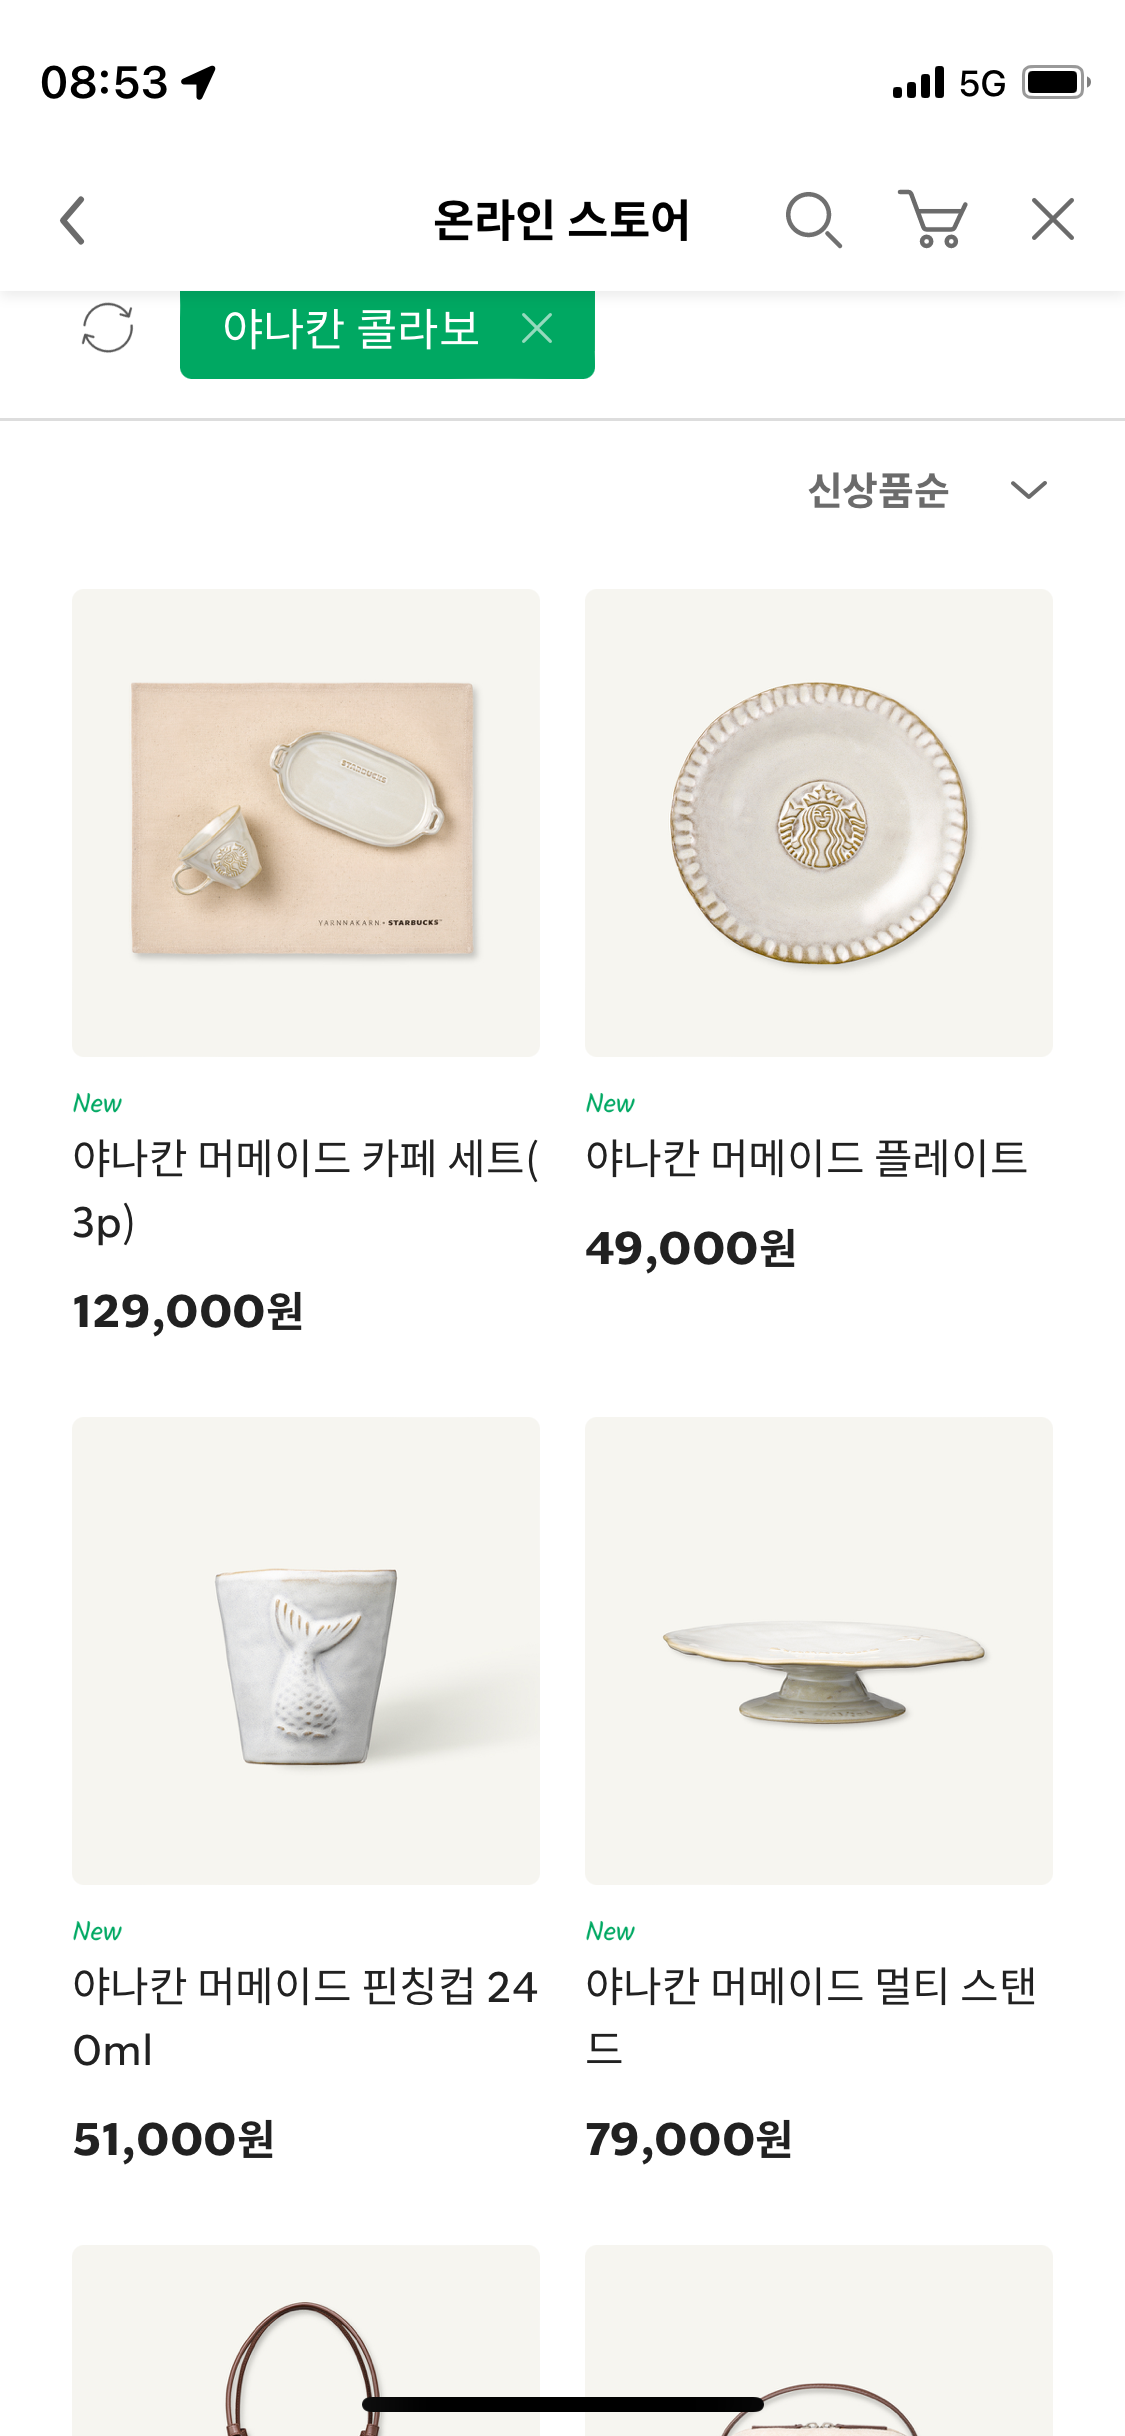 08:53
5G
온라인 스토어
야나칸 콜라보
신상품순
STARBUCKS
YARNNAKARN • STARBUCKS™
New
야나칸 머메이드 카페 세트(
3p)
129,000원
New
야나칸 머메이드 플레이트
49,000원
New
야나칸 머메이드 핀칭컵 24
0ml
51,000원
New
야나칸 머메이드 멀티 스탠
드
79,000원